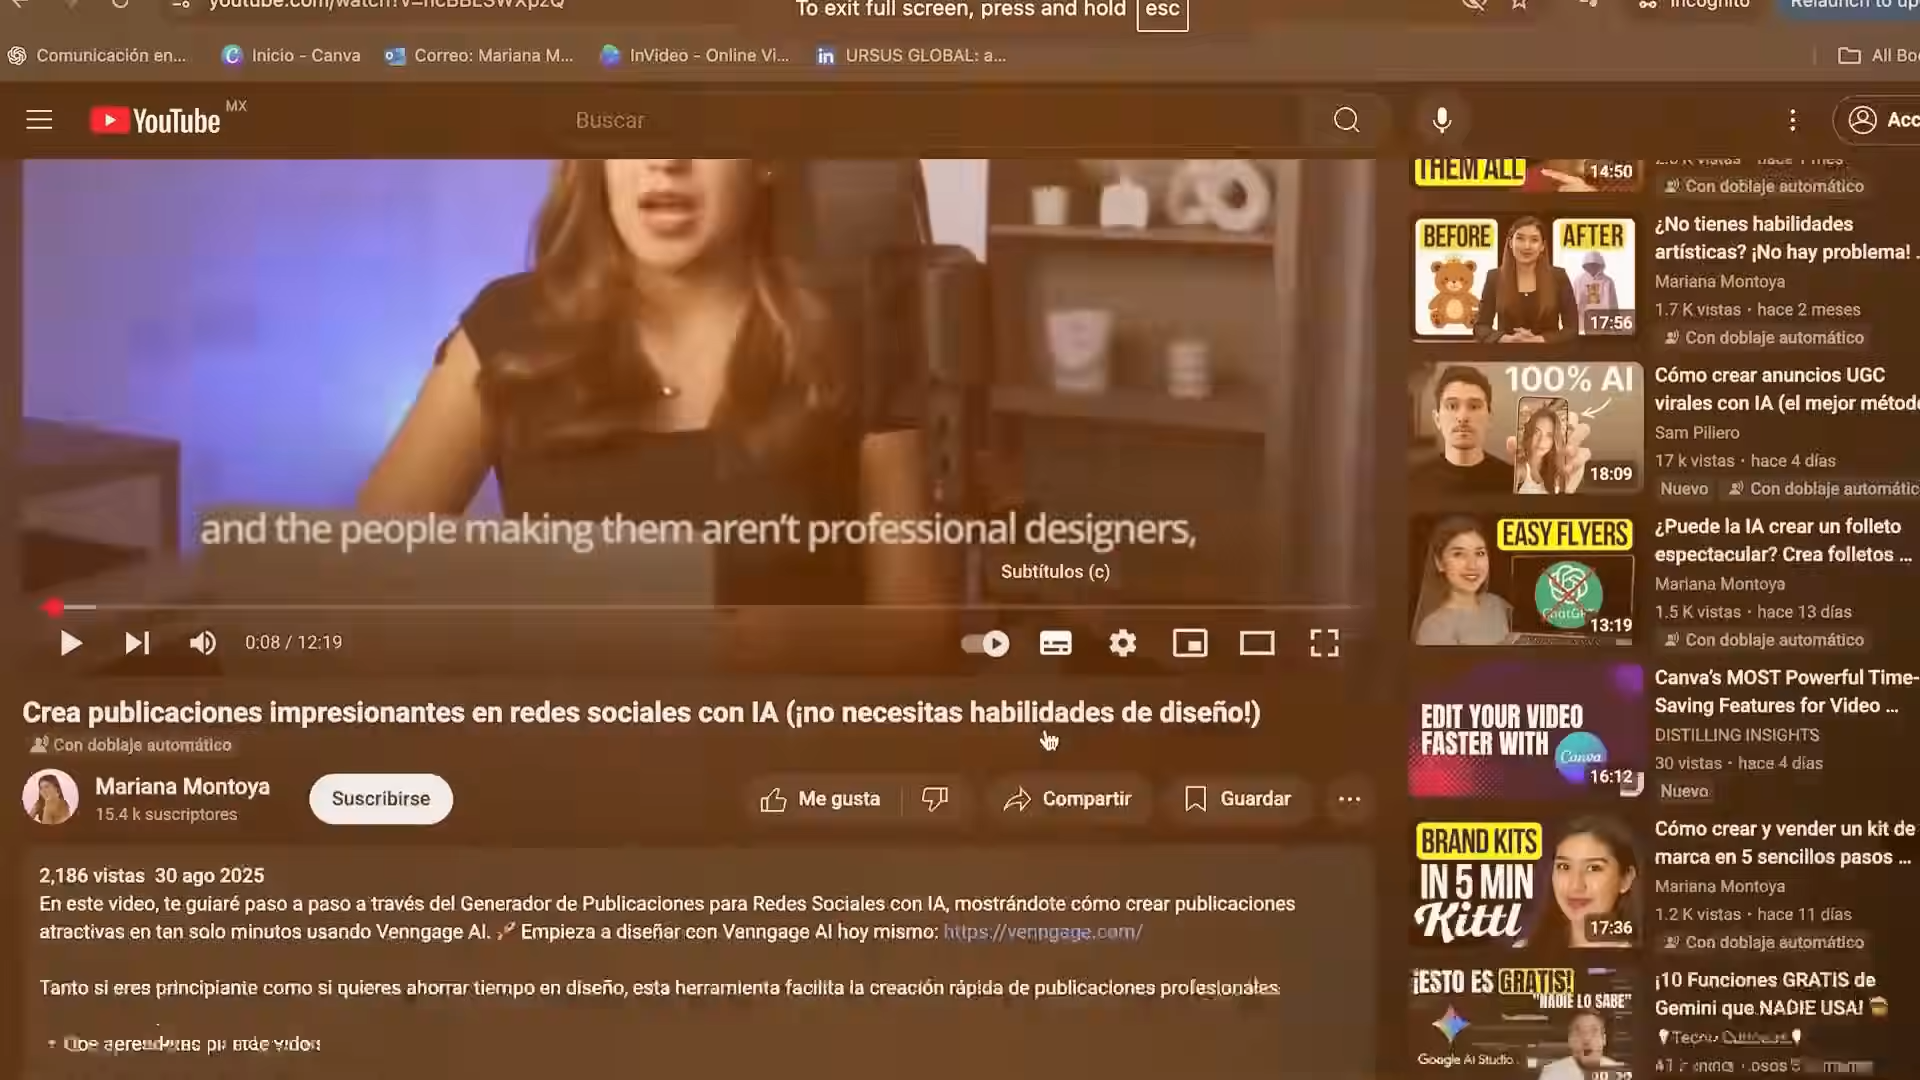 To exit full screen, press and hold esc
Incognito
Comunicación en...
Inicio - Canva
Correo: Mariana M...
InVideo - Online Vi...
URSUS GLOBAL: a...
YouTube MX
Buscar
and the people making them aren't professional designers,
Subtítulos (c)
0:08 / 12:19
Crea publicaciones impresionantes en redes sociales con IA (¡no necesitas habilidades de diseño!)
Con doblaje automático
Mariana Montoya
15.4 k suscriptores
Suscribirse
Me gusta
Compartir
Guardar
2,186 vistas 30 ago 2025
En este video, te guiaré paso a paso a través del Generador de Publicaciones para Redes Sociales con IA, mostrándote cómo crear publicaciones
atractivas en tan solo minutos usando Venngage AI. 🚀 Empieza a diseñar con Venngage AI hoy mismo: https://venngage.com/
Tanto si eres principiante como si quieres ahorrar tiempo en diseño, esta herramienta facilita la creación rápida de publicaciones profesionales
THEM ALL
14:50
Con doblaje automático
BEFORE
AFTER
17:56
¿No tienes habilidades
artísticas? ¡No hay problema!
Mariana Montoya
1.7 K vistas · hace 2 meses
Con doblaje automático
100% AI
18:09
Cómo crear anuncios UGC
virales con IA (el mejor
Sam Piliero
17 k vistas · hace 4 días
Nuevo
Con doblaje
EASY FLYERS
ChatGPT
13:19
¿Puede la IA crear un folleto
espectacular? Crea folletos ...
Mariana Montoya
1.5 K vistas · hace 13 días
Con doblaje automático
EDIT YOUR VIDEO
FASTER WITH
Canva
16:12
Canva's MOST Powerful Time-
Saving Features for Video ...
DISTILLING INSIGHTS
30 vistas · hace 4 días
Nuevo
BRAND KITS
IN 5 MIN
Kittl
17:36
Cómo crear y vender un kit de
marca en 5 sencillos pasos ...
Mariana Montoya
1.2 K vistas · hace 11 días
Con doblaje automático
¡ESTO ES GRATIS!
"NADIE LO SABE"
Google AI Studio
¡10 Funciones GRATIS de
Gemini que NADIE USA!